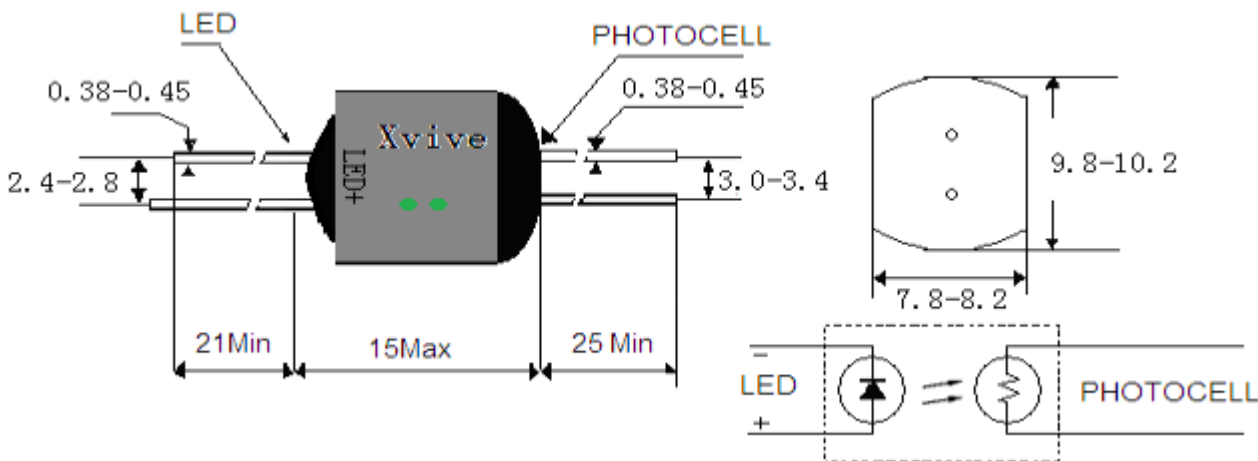 LED
PHOTOCELL
0.38-0.45
0.38-0.45
Xvive
LED+
2.4-2.8
3.0-3.4
9.8-10.2
7.8-8.2
21Min
15Max
25 Min
−
LED
+
PHOTOCELL